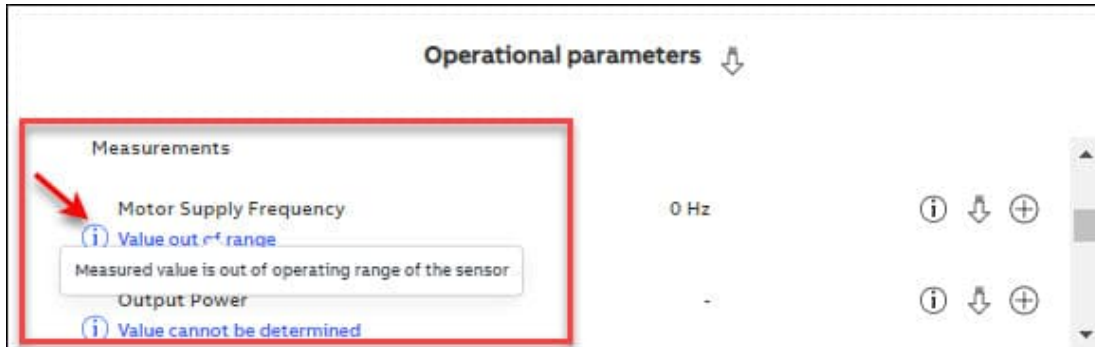 Operational parameters
Measurements
Motor Supply Frequency 0 Hz
Value out of range
Measured value is out of operating range of the sensor
Output Power -
Value cannot be determined